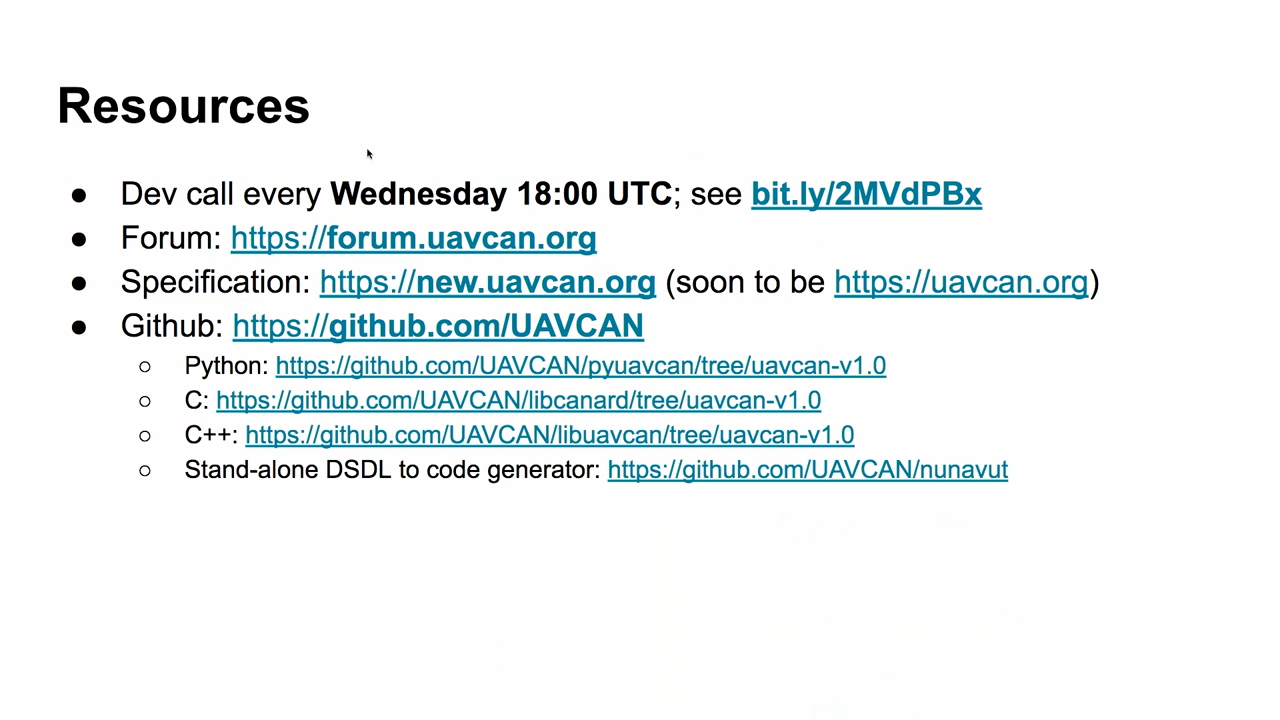 Resources
● Dev call every Wednesday 18:00 UTC; see bit.ly/2MVdPBx
● Forum: https://forum.uavcan.org
● Specification: https://new.uavcan.org (soon to be https://uavcan.org)
● Github: https://github.com/UAVCAN
○ Python: https://github.com/UAVCAN/pyuavcan/tree/uavcan-v1.0
○ C: https://github.com/UAVCAN/libcanard/tree/uavcan-v1.0
○ C++: https://github.com/UAVCAN/libuavcan/tree/uavcan-v1.0
○ Stand-alone DSDL to code generator: https://github.com/UAVCAN/nunavut